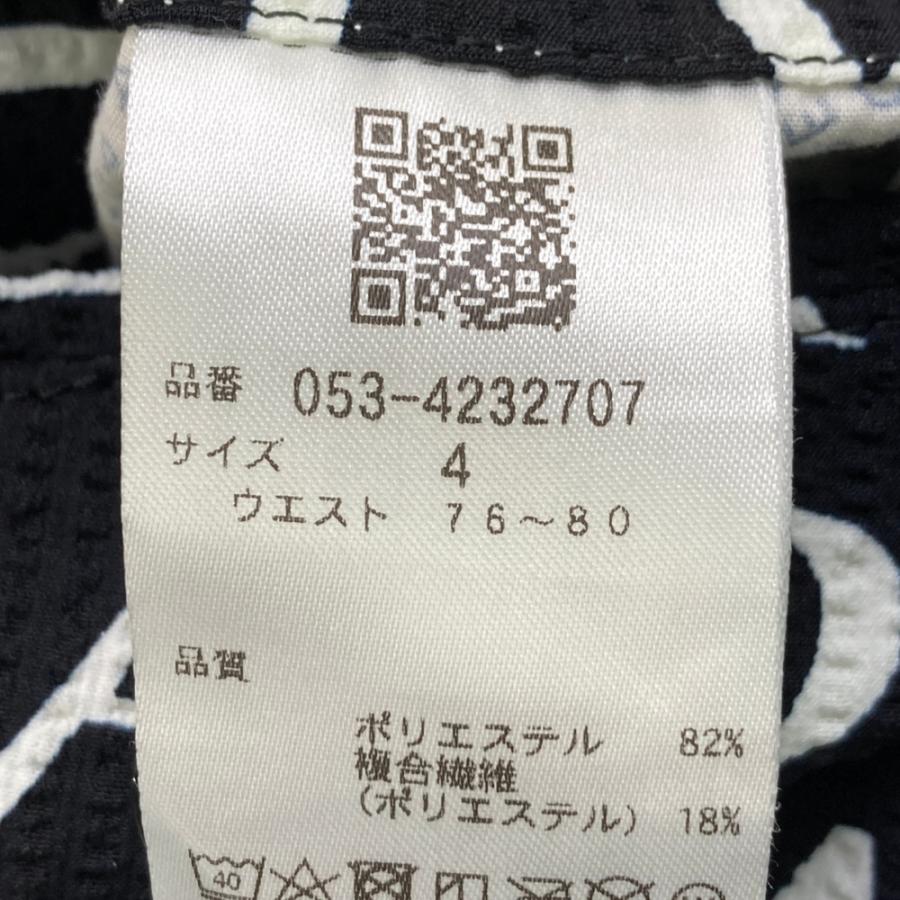 品番 053-4232707
サイズ 4
ウエスト 76～80
品質
ポリエステル 82%
複合繊維
(ポリエステル) 18%
40